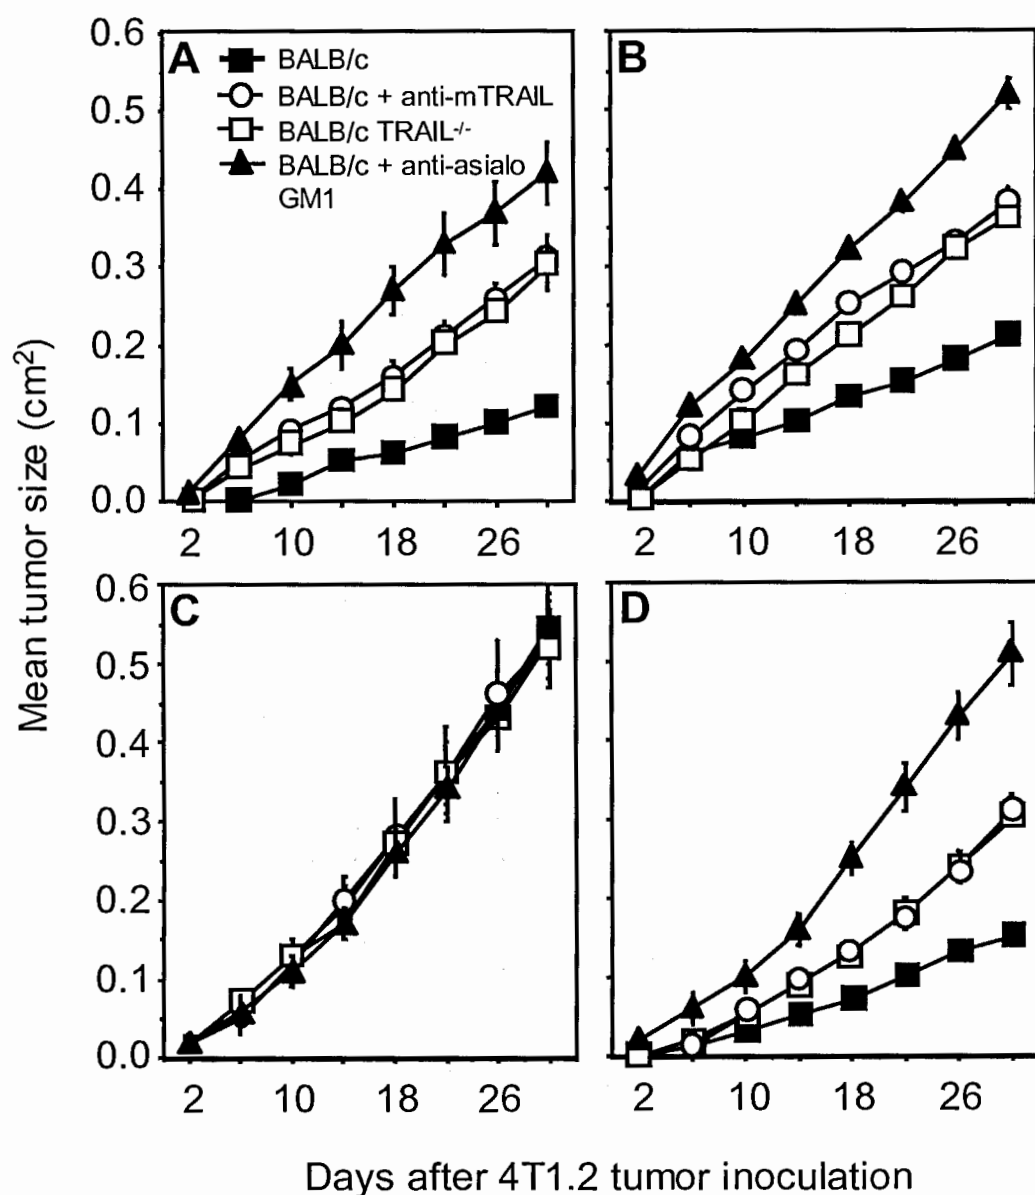 A
BALB/c
BALB/c + anti-mTRAIL
BALB/c TRAIL-/-
BALB/c + anti-asialo
GM1
B
0.6
0.5
0.4
0.3
0.2
0.1
0.0
2 10 18 26
2 10 18 26
C
D
0.6
0.5
0.4
0.3
0.2
0.1
0.0
2 10 18 26
2 10 18 26
Mean tumor size (cm²)
Days after 4T1.2 tumor inoculation